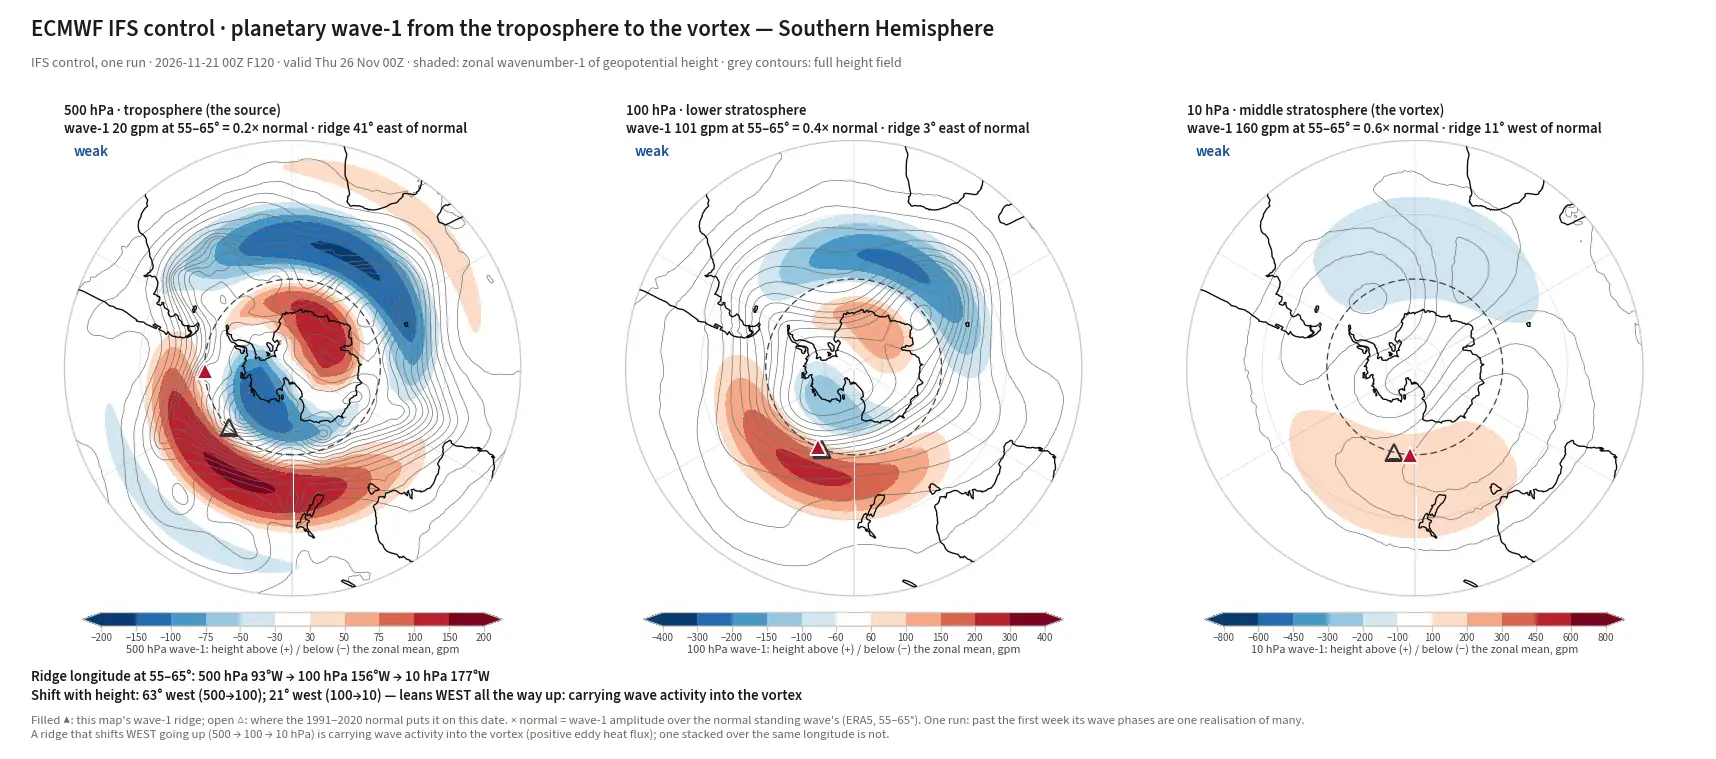 ECMWF IFS control · planetary wave-1 from the troposphere to the vortex — Southern Hemisphere
IFS control, one run · 2026-11-21 00Z F120 · valid Thu 26 Nov 00Z · shaded: zonal wavenumber-1 of geopotential height · grey contours: full height field
500 hPa · troposphere (the source)
wave-1 20 gpm at 55–65° = 0.2× normal · ridge 41° east of normal
weak
100 hPa · lower stratosphere
wave-1 101 gpm at 55–65° = 0.4× normal · ridge 3° east of normal
weak
10 hPa · middle stratosphere (the vortex)
wave-1 160 gpm at 55–65° = 0.6× normal · ridge 11° west of normal
weak
−200 −150 −100 −75 −50 −30 30 50 75 100 150 200
500 hPa wave-1: height above (+) / below (−) the zonal mean, gpm
−400 −300 −200 −150 −100 −60 60 100 150 200 300 400
100 hPa wave-1: height above (+) / below (−) the zonal mean, gpm
−800 −600 −450 −300 −200 −100 100 200 300 450 600 800
10 hPa wave-1: height above (+) / below (−) the zonal mean, gpm
Ridge longitude at 55–65°: 500 hPa 93°W → 100 hPa 156°W → 10 hPa 177°W
Shift with height: 63° west (500→100); 21° west (100→10) — leans WEST all the way up: carrying wave activity into the vortex
Filled ▲: this map's wave-1 ridge; open △: where the 1991–2020 normal puts it on this date. × normal = wave-1 amplitude over the normal standing wave's (ERA5, 55–65°). One run: past the first week its wave phases are one realisation of many.
A ridge that shifts WEST going up (500 → 100 → 10 hPa) is carrying wave activity into the vortex (positive eddy heat flux); one stacked over the same longitude is not.